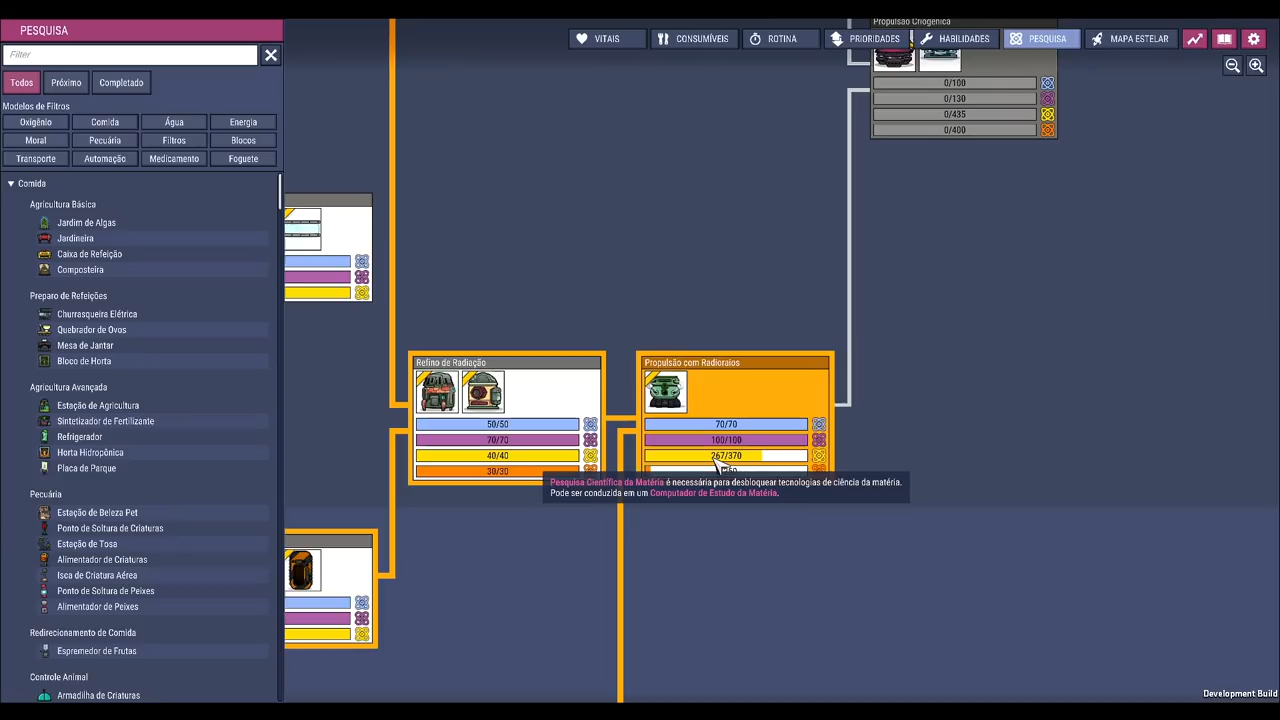 PESQUISA
Filter
Todos
Próximo
Completado
Modelos de Filtros
Oxigênio
Comida
Água
Energia
Moral
Pecuária
Filtros
Blocos
Transporte
Automação
Medicamento
Foguete
Comida
Agricultura Básica
Jardim de Algas
Jardineira
Caixa de Refeição
Composteira
Preparo de Refeições
Churrasqueira Elétrica
Quebrador de Ovos
Mesa de Jantar
Bloco de Horta
Agricultura Avançada
Estação de Agricultura
Sintetizador de Fertilizante
Refrigerador
Horta Hidropônica
Placa de Parque
Pecuária
Estação de Beleza Pet
Ponto de Soltura de Criaturas
Estação de Tosa
Alimentador de Criaturas
Isca de Criatura Aérea
Ponto de Soltura de Peixes
Alimentador de Peixes
Redirecionamento de Comida
Espremedor de Frutas
Controle Animal
Armadilha de Criaturas
VITAIS
CONSUMÍVEIS
ROTINA
PRIORIDADES
HABILIDADES
PESQUISA
MAPA ESTELAR
Propulsão Criogênica
0/100
0/130
0/435
0/400
Refino de Radiação
50/50
70/70
40/40
30/30
Propulsão com Radioraios
70/70
100/100
267/370
Pesquisa Científica da Matéria é necessária para desbloquear tecnologias de ciência da matéria.
Pode ser conduzida em um Computador de Estudo da Matéria.
Development Build